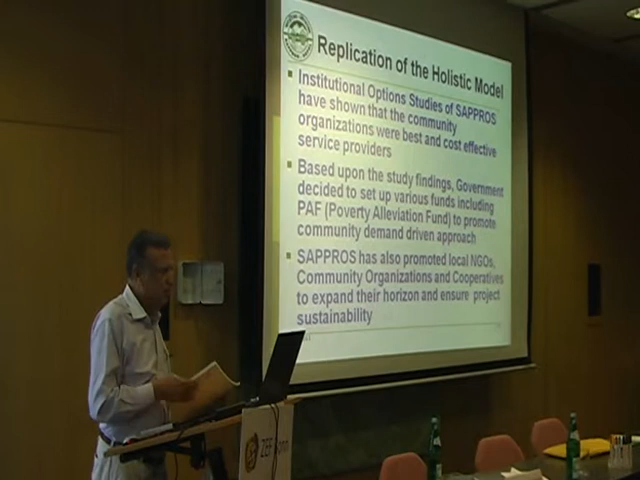 Replication of the Holistic Model
Institutional Options Studies of SAPPROS
have shown that the community
organizations were best and cost effective
service providers
Based upon the study findings, Government
decided to set up various funds including
PAF (Poverty Alleviation Fund) to promote
community demand driven approach
SAPPROS has also promoted local NGOs,
Community Organizations and Cooperatives
to expand their horizon and ensure project
sustainability
ZEF